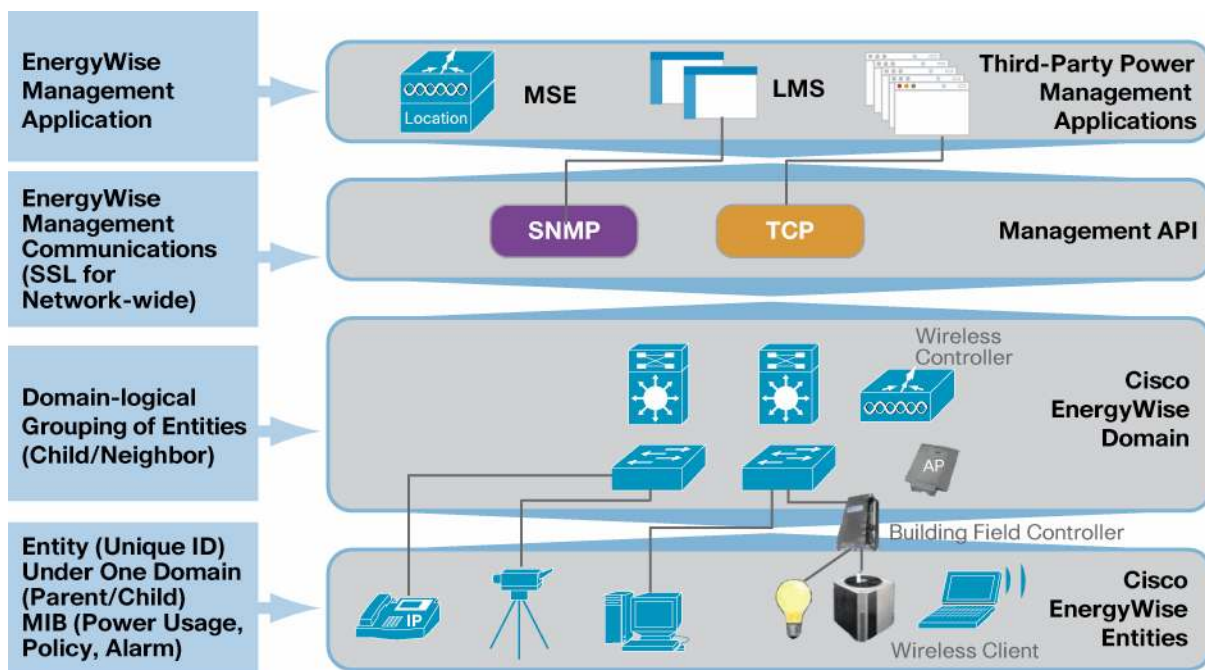 EnergyWise
Management
Application
MSE
Location
LMS
Third-Party Power
Management
Applications
EnergyWise
Management
Communications
(SSL for
Network-wide)
SNMP
TCP
Management API
Domain-logical
Grouping of Entities
(Child/Neighbor)
Wireless
Controller
Cisco
EnergyWise
Domain
AP
Building Field Controller
Entity (Unique ID)
Under One Domain
(Parent/Child)
MIB (Power Usage,
Policy, Alarm)
IP
Wireless Client
Cisco
EnergyWise
Entities